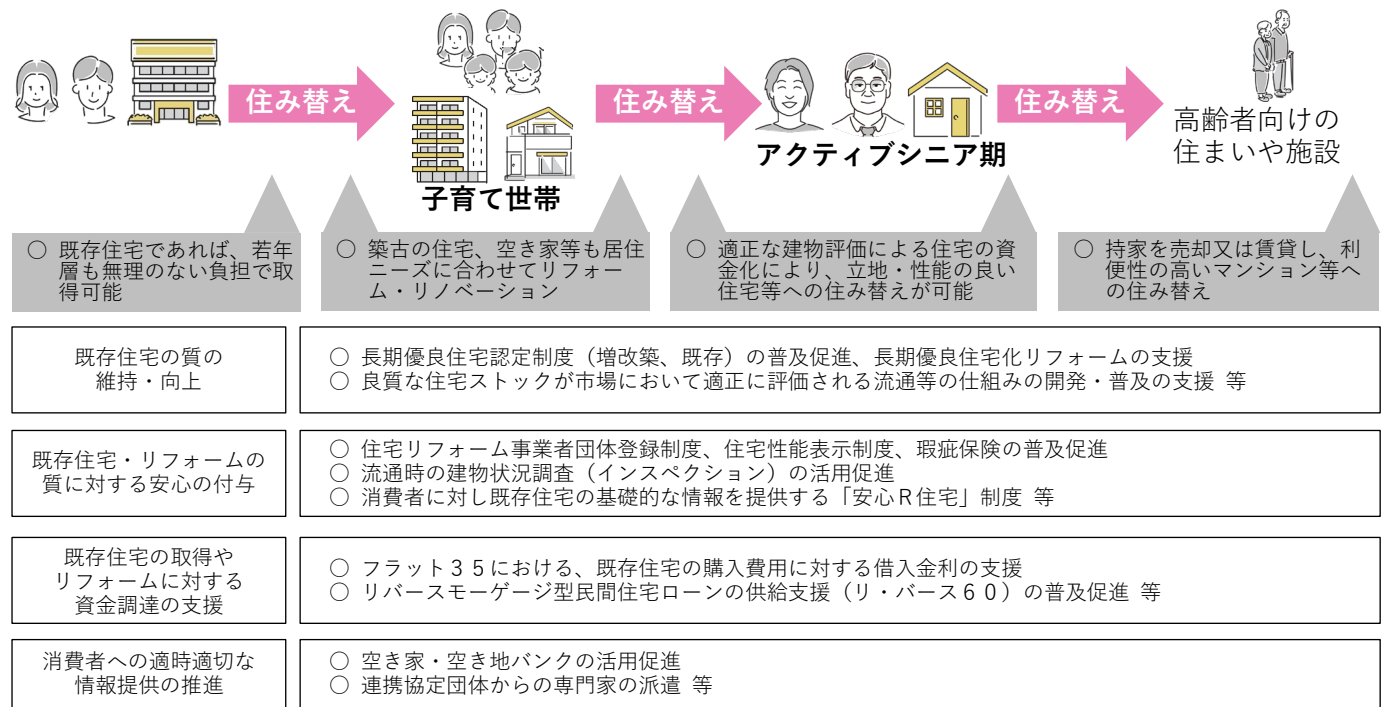 住み替え
住み替え
住み替え
子育て世帯
アクティブシニア期
高齢者向けの
住まいや施設
○ 既存住宅であれば、若年
層も無理のない負担で取
得可能
○ 築古の住宅、空き家等も居住
ニーズに合わせてリフォー
ム・リノベーション
○ 適正な建物評価による住宅の資
金化により、立地・性能の良い
住宅等への住み替えが可能
○ 持家を売却又は賃貸し、利
便性の高いマンション等へ
の住み替え
既存住宅の質の
維持・向上
○ 長期優良住宅認定制度（増改築、既存）の普及促進、長期優良住宅化リフォームの支援
○ 良質な住宅ストックが市場において適正に評価される流通等の仕組みの開発・普及の支援 等
既存住宅・リフォームの
質に対する安心の付与
○ 住宅リフォーム事業者団体登録制度、住宅性能表示制度、瑕疵保険の普及促進
○ 流通時の建物状況調査（インスペクション）の活用促進
○ 消費者に対し既存住宅の基礎的な情報を提供する「安心Ｒ住宅」制度 等
既存住宅の取得や
リフォームに対する
資金調達の支援
○ フラット３５における、既存住宅の購入費用に対する借入金利の支援
○ リバースモーゲージ型民間住宅ローンの供給支援（リ・バース６０）の普及促進 等
消費者への適時適切な
情報提供の推進
○ 空き家・空き地バンクの活用促進
○ 連携協定団体からの専門家の派遣 等